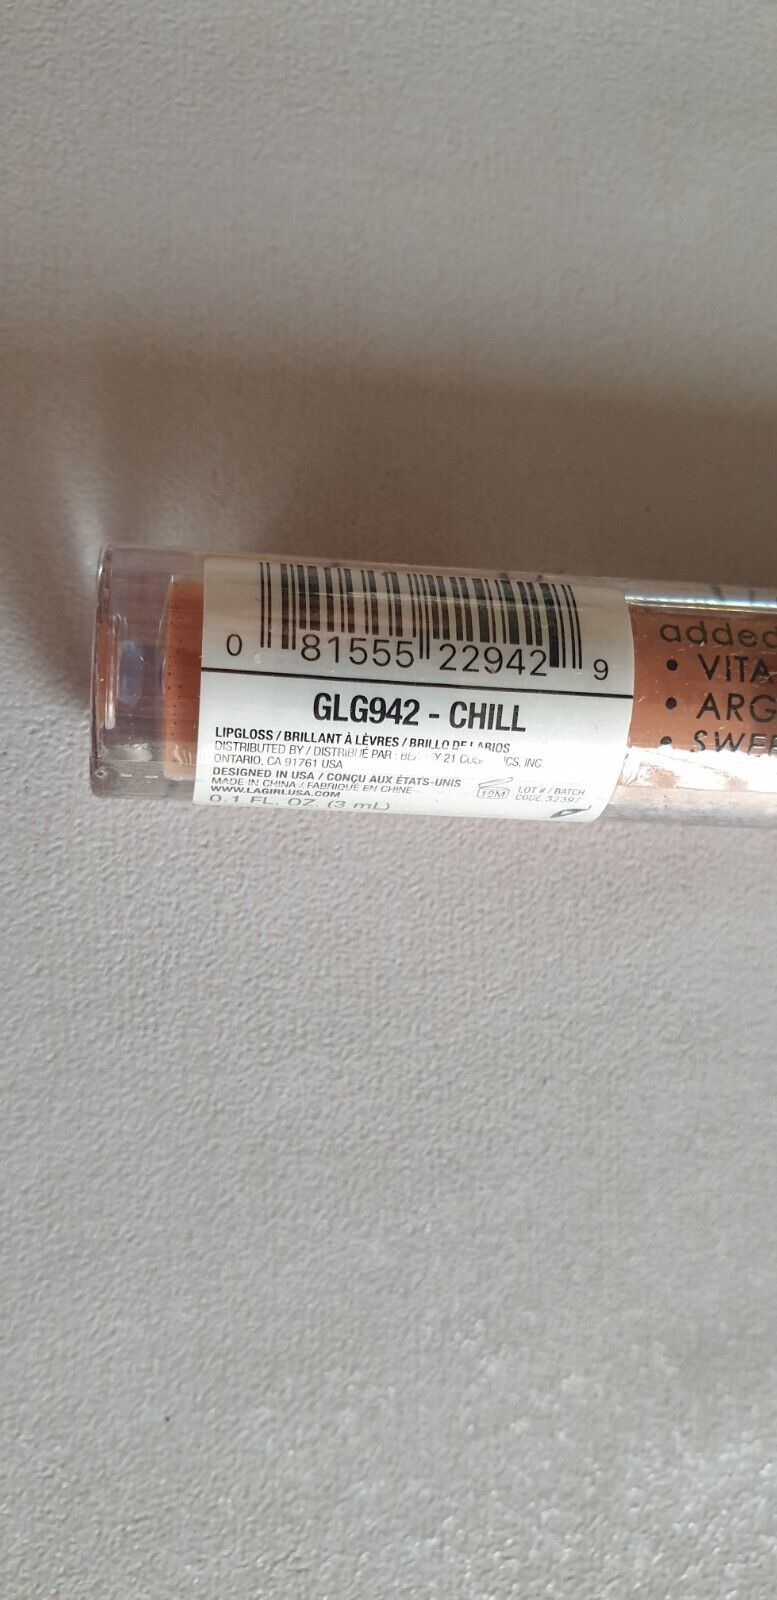 0 81555 22942 9
GLG942 - CHILL
LIPGLOSS / BRILLANT À LÈVRES / BRILLO DE LABIOS
DISTRIBUTED BY / DISTRIBUÉ PAR : 21
ONTARIO, CA 91761 USA
DESIGNED IN USA / CONÇU AUX ÉTATS-UNIS
MADE IN CHINA / FABRIQUÉ EN CHINE
WWW.LAGIRLUSA.COM
0.1 FL. OZ. (3 mL)
LOT # / BATCH
CODE 32397
added
• VITA
• ARG
• SWEE